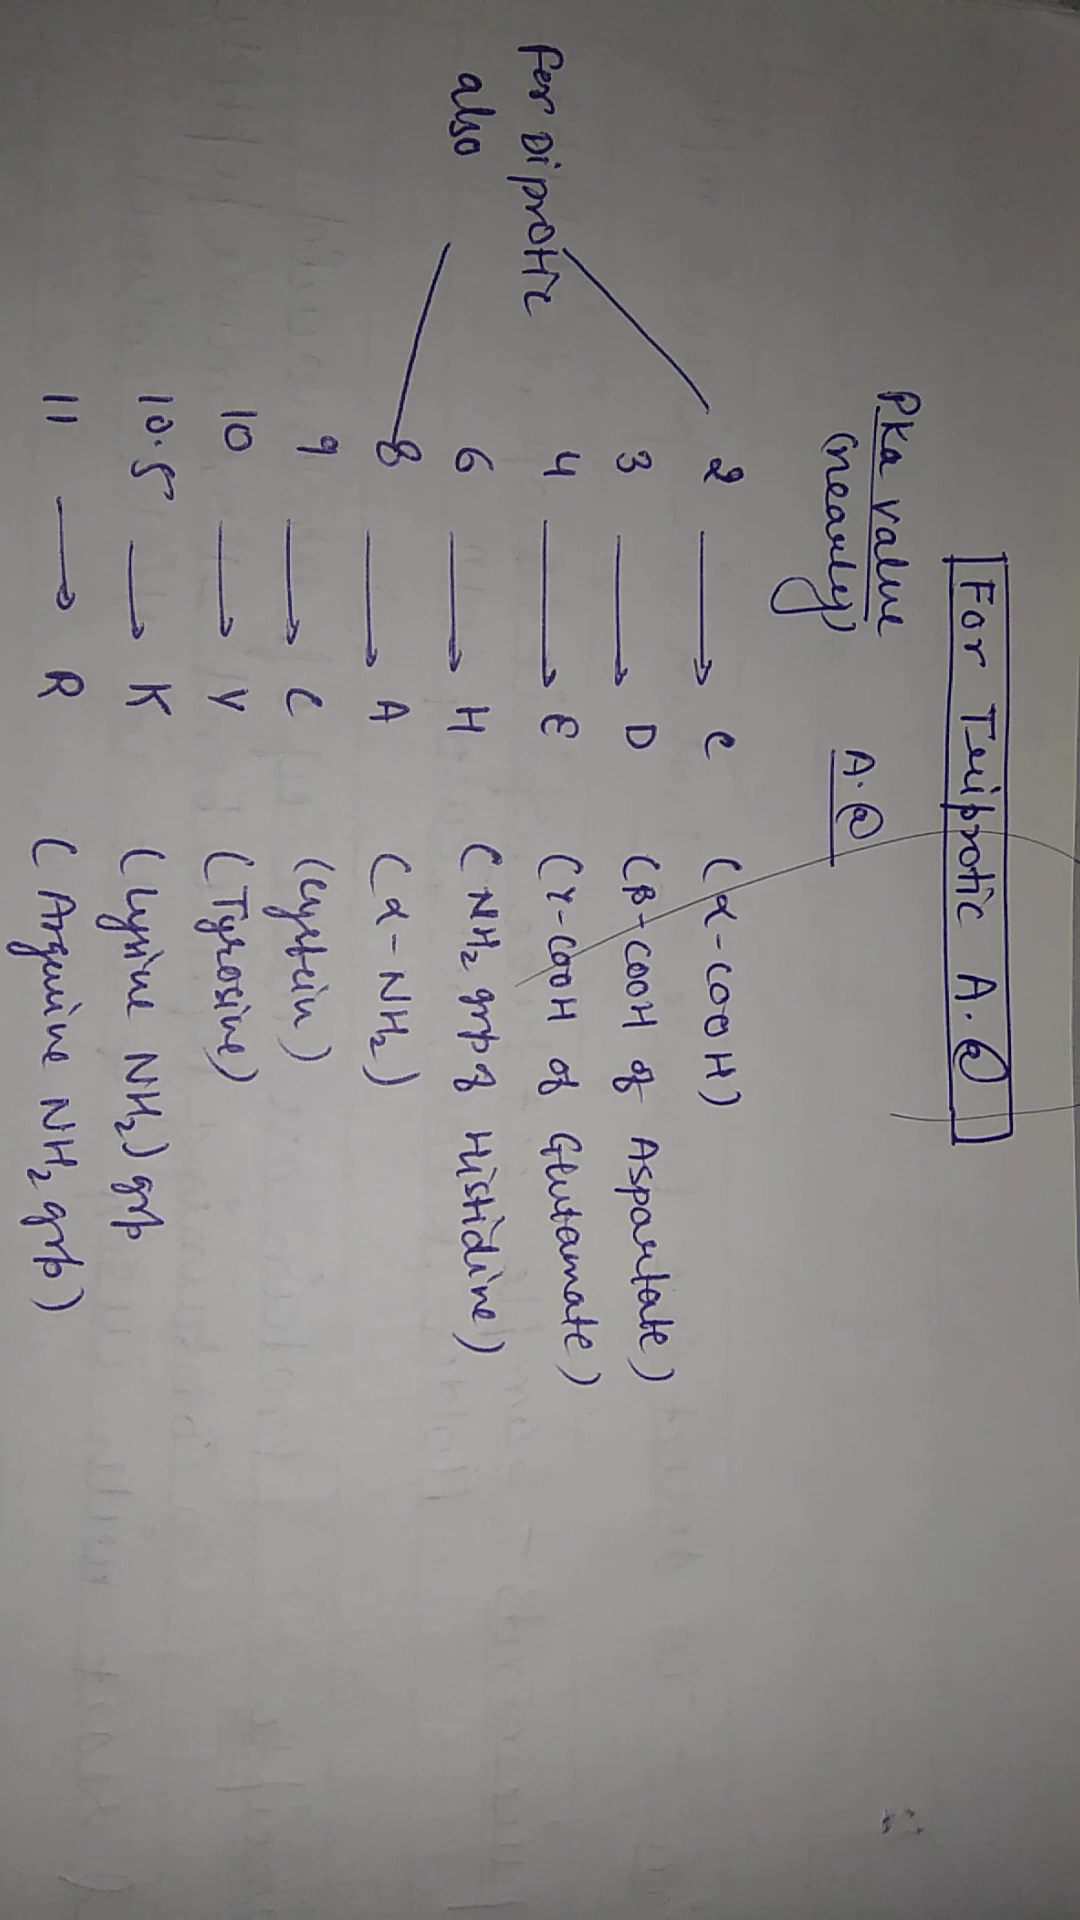 For Triprotic A.@
Pka value A.@
(nearly)
2 → C (α-COOH)
3 → D (β-COOH of Aspartate)
4 → E (γ-COOH of Glutamate)
6 → H (NH₂ grp of Histidine)
8 → A (α-NH₂)
9 → C (Cystein)
10 → Y (Tyrosine)
10.5 → K (Lysine NH₂) grp
11 → R (Arginine NH₂ grp)
for Diprotic
also